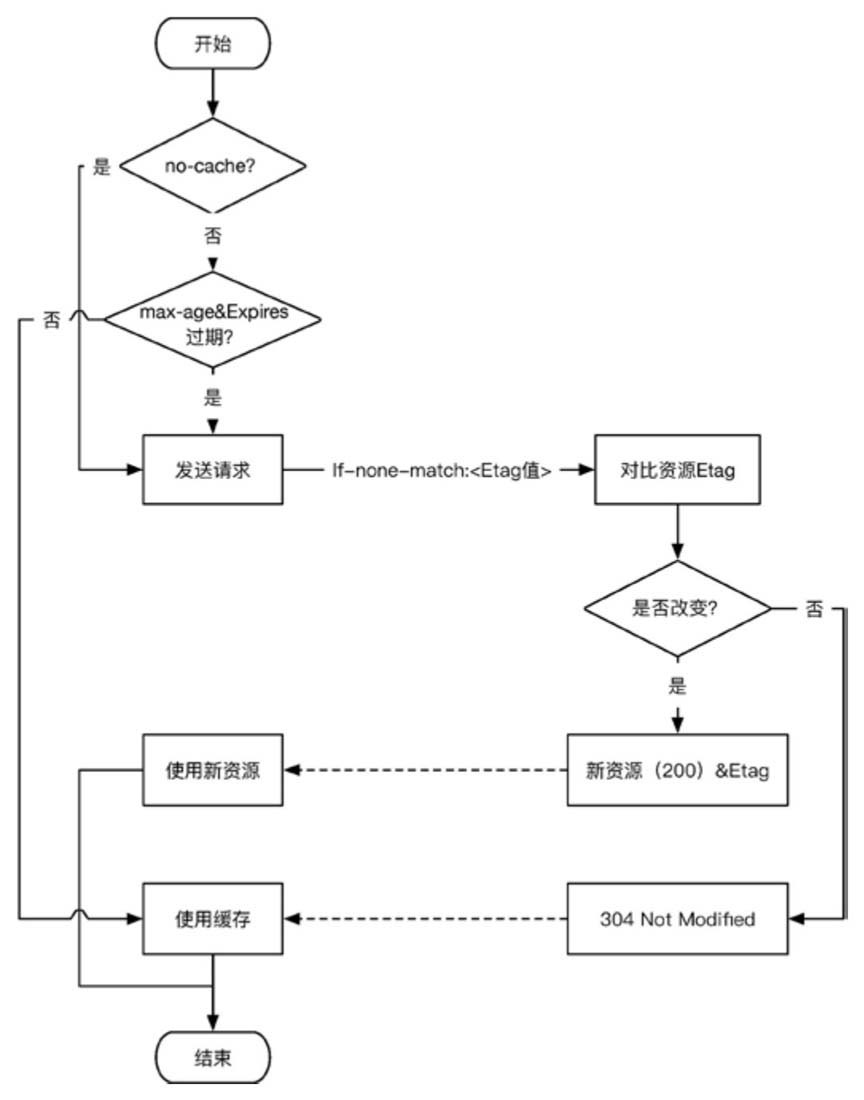 开始
是
no-cache?
否
否
max-age&Expires
过期?
是
发送请求
If-none-match:<Etag值>
对比资源Etag
是否改变?
否
是
使用新资源
新资源（200）&Etag
使用缓存
304 Not Modified
结束